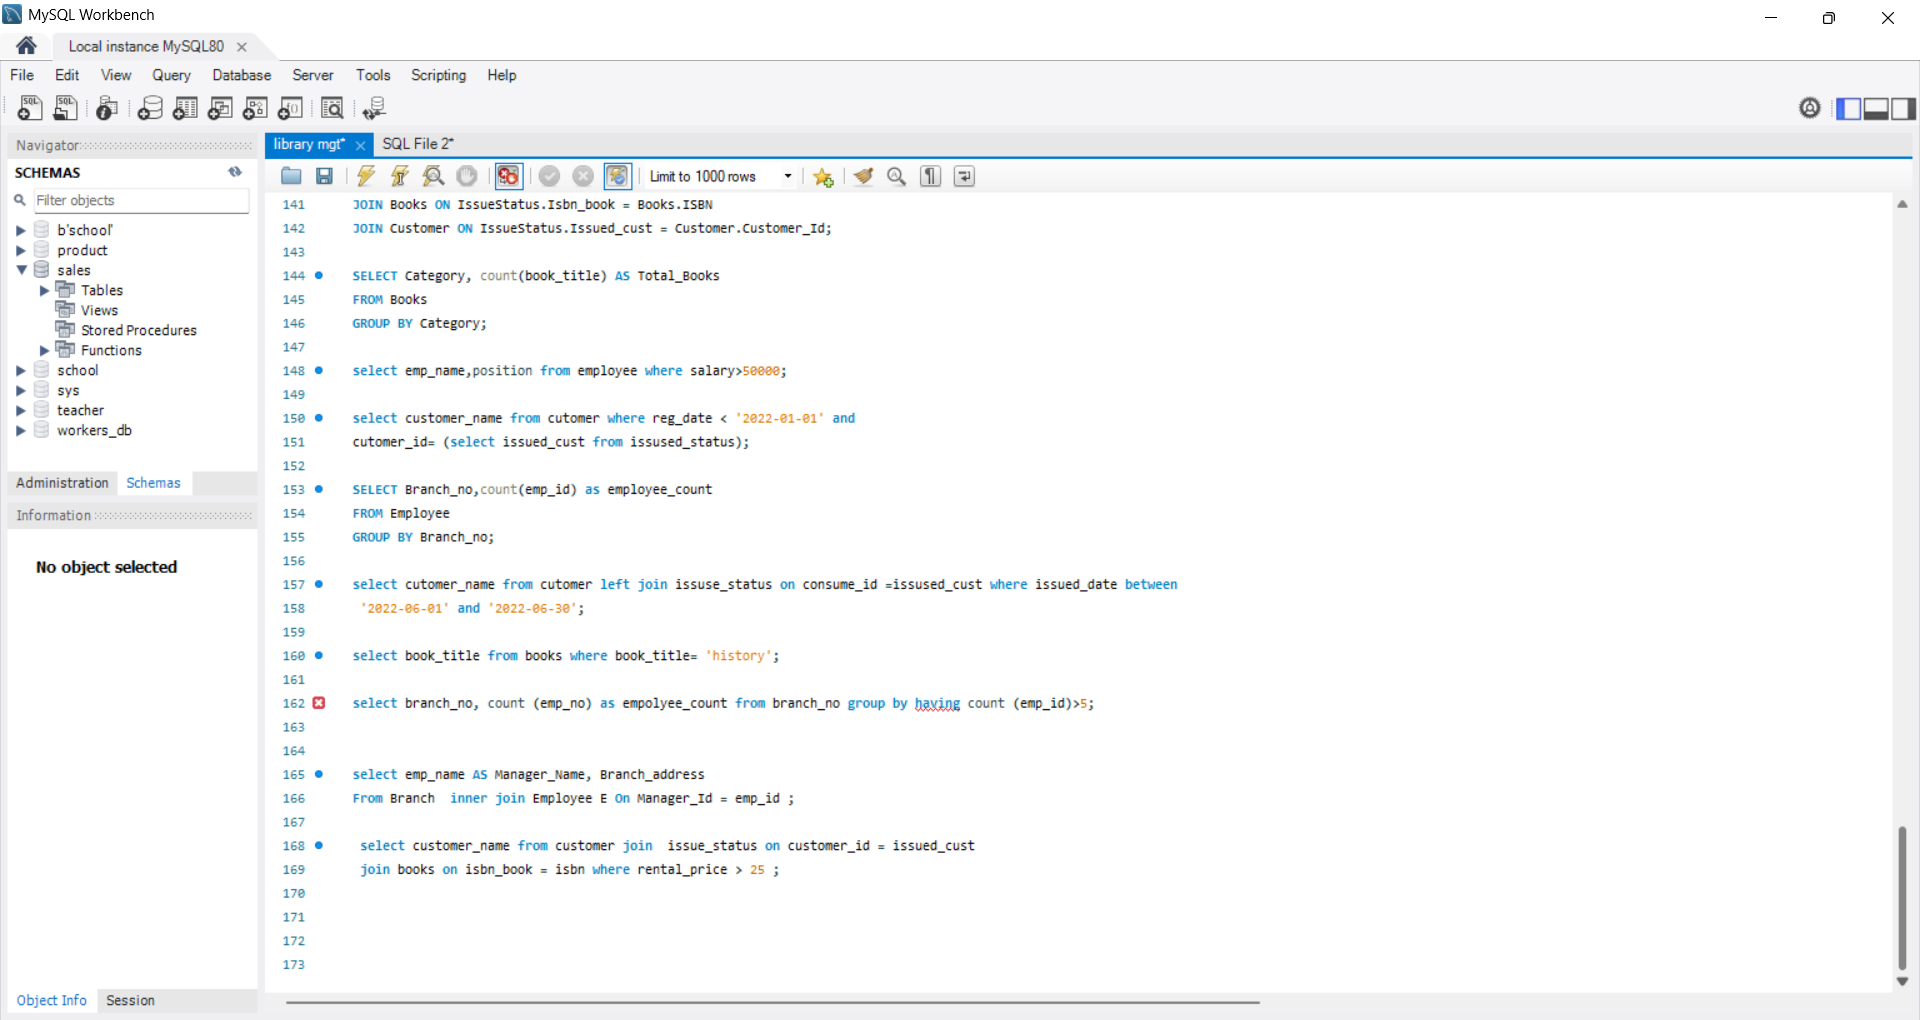 MySQL Workbench
Local instance MySQL80
File Edit View Query Database Server Tools Scripting Help
Navigator
library mgt*
SQL File 2*
SCHEMAS
Limit to 1000 rows
Filter objects
b'school'
product
sales
Tables
Views
Stored Procedures
Functions
school
sys
teacher
workers_db
Administration Schemas
Information
No object selected
Object Info Session
141 JOIN Books ON IssueStatus.Isbn_book = Books.ISBN
142 JOIN Customer ON IssueStatus.Issued_cust = Customer.Customer_Id;
143
144 SELECT Category, count(book_title) AS Total_Books
145 FROM Books
146 GROUP BY Category;
147
148 select emp_name,position from employee where salary>50000;
149
150 select customer_name from cutomer where reg_date < '2022-01-01' and
151 cutomer_id= (select issued_cust from issused_status);
152
153 SELECT Branch_no,count(emp_id) as employee_count
154 FROM Employee
155 GROUP BY Branch_no;
156
157 select cutomer_name from cutomer left join issuse_status on consume_id =issused_cust where issued_date between
158 '2022-06-01' and '2022-06-30';
159
160 select book_title from books where book_title= 'history';
161
162 select branch_no, count (emp_no) as empolyee_count from branch_no group by having count (emp_id)>5;
163
164
165 select emp_name AS Manager_Name, Branch_address
166 From Branch inner join Employee E On Manager_Id = emp_id ;
167
168 select customer_name from customer join issue_status on customer_id = issued_cust
169 join books on isbn_book = isbn where rental_price > 25 ;
170
171
172
173